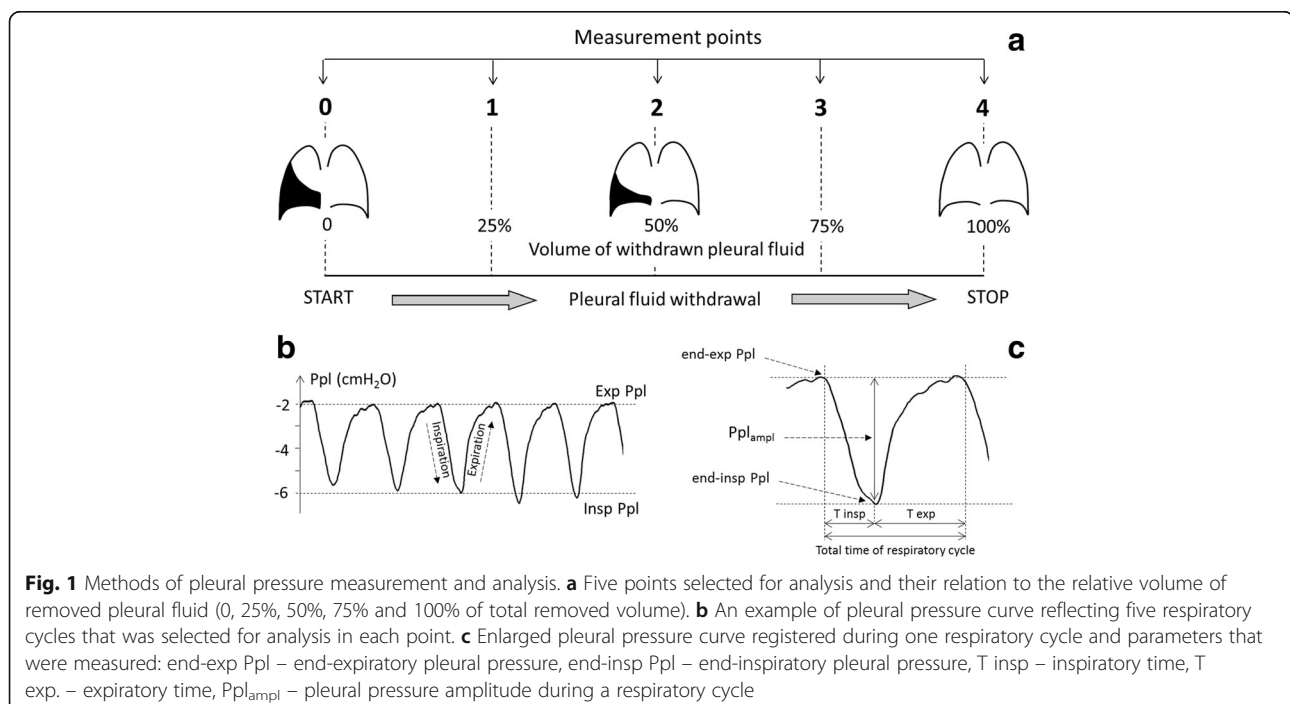 Measurement points
a
0 1 2 3 4
0 25% 50% 75% 100%
Volume of withdrawn pleural fluid
START Pleural fluid withdrawal STOP
b
Ppl (cmH₂O)
Exp Ppl
-2
-4
-6
Inspiration
Expiration
Insp Ppl
c
end-exp Ppl
Pplampl
end-insp Ppl
T insp T exp
Total time of respiratory cycle
Fig. 1 Methods of pleural pressure measurement and analysis. a Five points selected for analysis and their relation to the relative volume of
removed pleural fluid (0, 25%, 50%, 75% and 100% of total removed volume). b An example of pleural pressure curve reflecting five respiratory
cycles that was selected for analysis in each point. c Enlarged pleural pressure curve registered during one respiratory cycle and parameters that
were measured: end-exp Ppl – end-expiratory pleural pressure, end-insp Ppl – end-inspiratory pleural pressure, T insp – inspiratory time, T
exp. – expiratory time, Pplampl – pleural pressure amplitude during a respiratory cycle